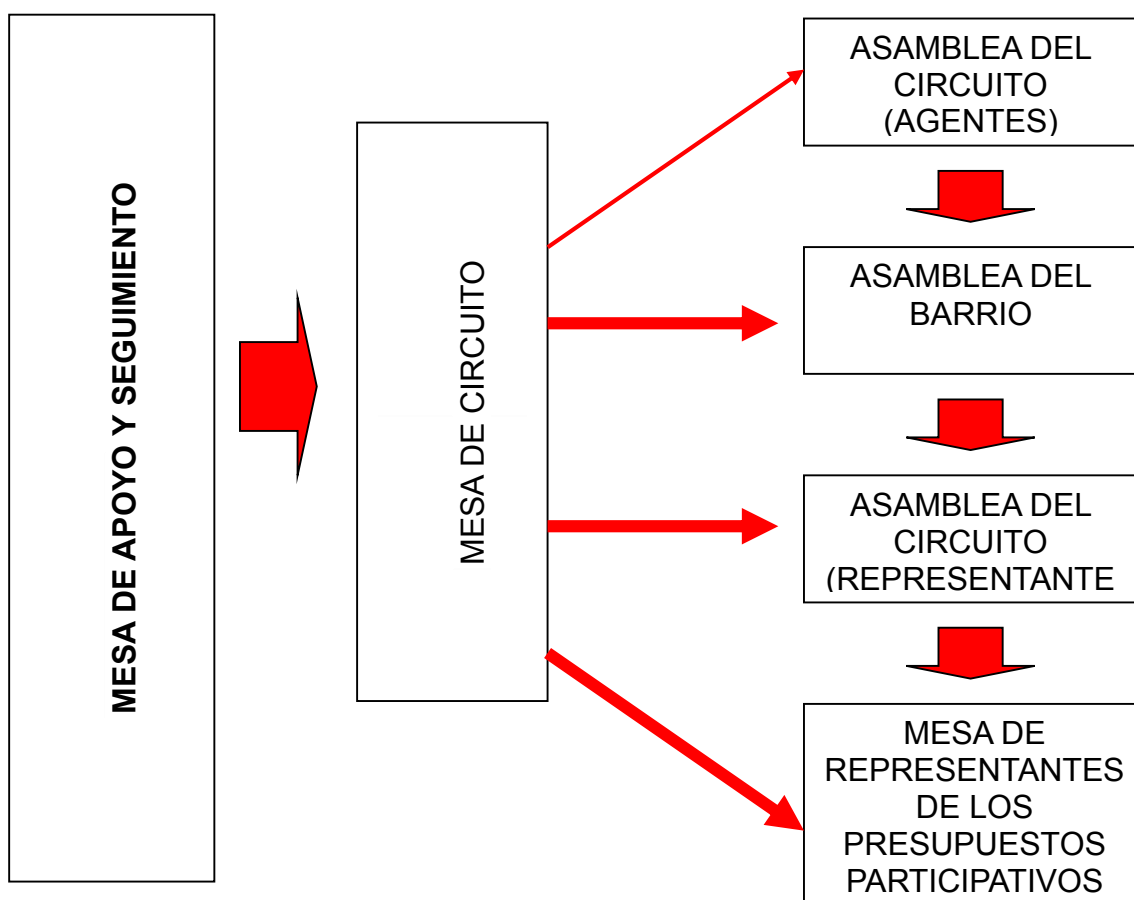 MESA DE APOYO Y SEGUIMIENTO
MESA DE CIRCUITO
ASAMBLEA DEL
CIRCUITO
(AGENTES)
ASAMBLEA DEL
BARRIO
ASAMBLEA DEL
CIRCUITO
(REPRESENTANTE
MESA DE
REPRESENTANTES
DE LOS
PRESUPUESTOS
PARTICIPATIVOS